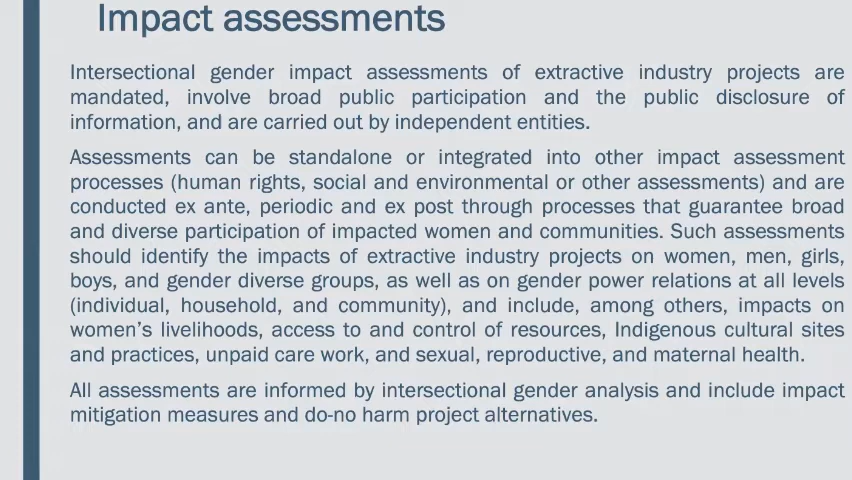 Impact assessments
Intersectional gender impact assessments of extractive industry projects are
mandated, involve broad public participation and the public disclosure of
information, and are carried out by independent entities.
Assessments can be standalone or integrated into other impact assessment
processes (human rights, social and environmental or other assessments) and are
conducted ex ante, periodic and ex post through processes that guarantee broad
and diverse participation of impacted women and communities. Such assessments
should identify the impacts of extractive industry projects on women, men, girls,
boys, and gender diverse groups, as well as on gender power relations at all levels
(individual, household, and community), and include, among others, impacts on
women’s livelihoods, access to and control of resources, Indigenous cultural sites
and practices, unpaid care work, and sexual, reproductive, and maternal health.
All assessments are informed by intersectional gender analysis and include impact
mitigation measures and do-no harm project alternatives.